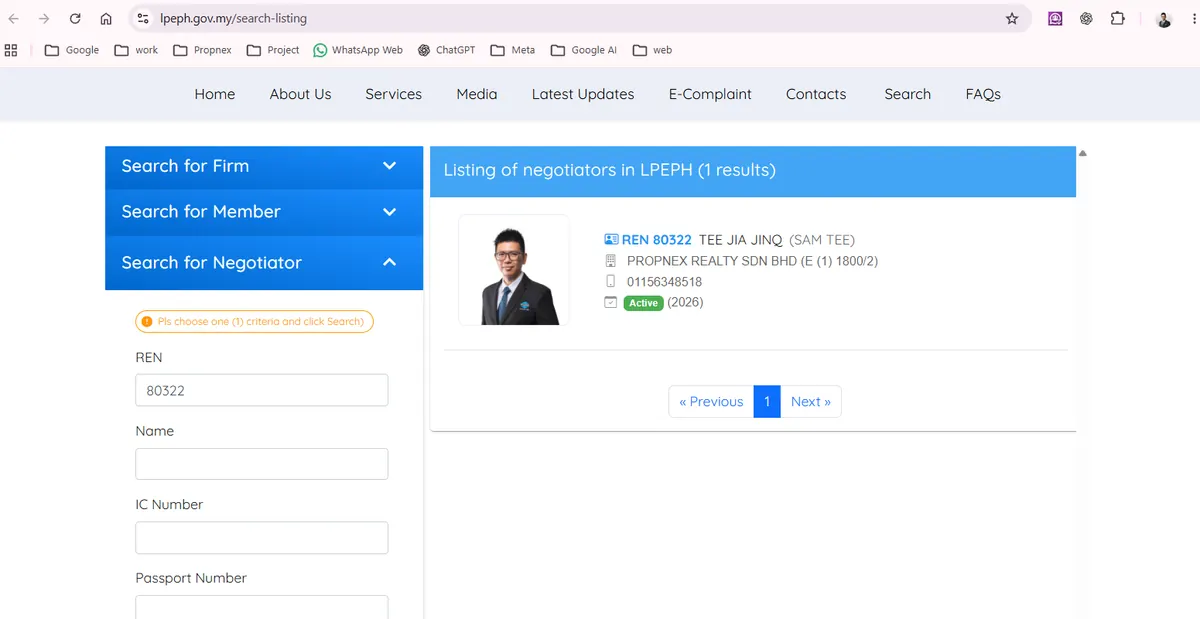 lpeph.gov.my/search-listing
Google work Propnex Project WhatsApp Web ChatGPT Meta Google AI web
Home About Us Services Media Latest Updates E-Complaint Contacts Search FAQs
Search for Firm
Search for Member
Search for Negotiator
! Pls choose one (1) criteria and click Search)
REN
80322
Name
IC Number
Passport Number
Listing of negotiators in LPEPH (1 results)
REN 80322 TEE JIA JINQ (SAM TEE)
PROPNEX REALTY SDN BHD (E (1) 1800/2)
01156348518
Active (2026)
« Previous 1 Next »